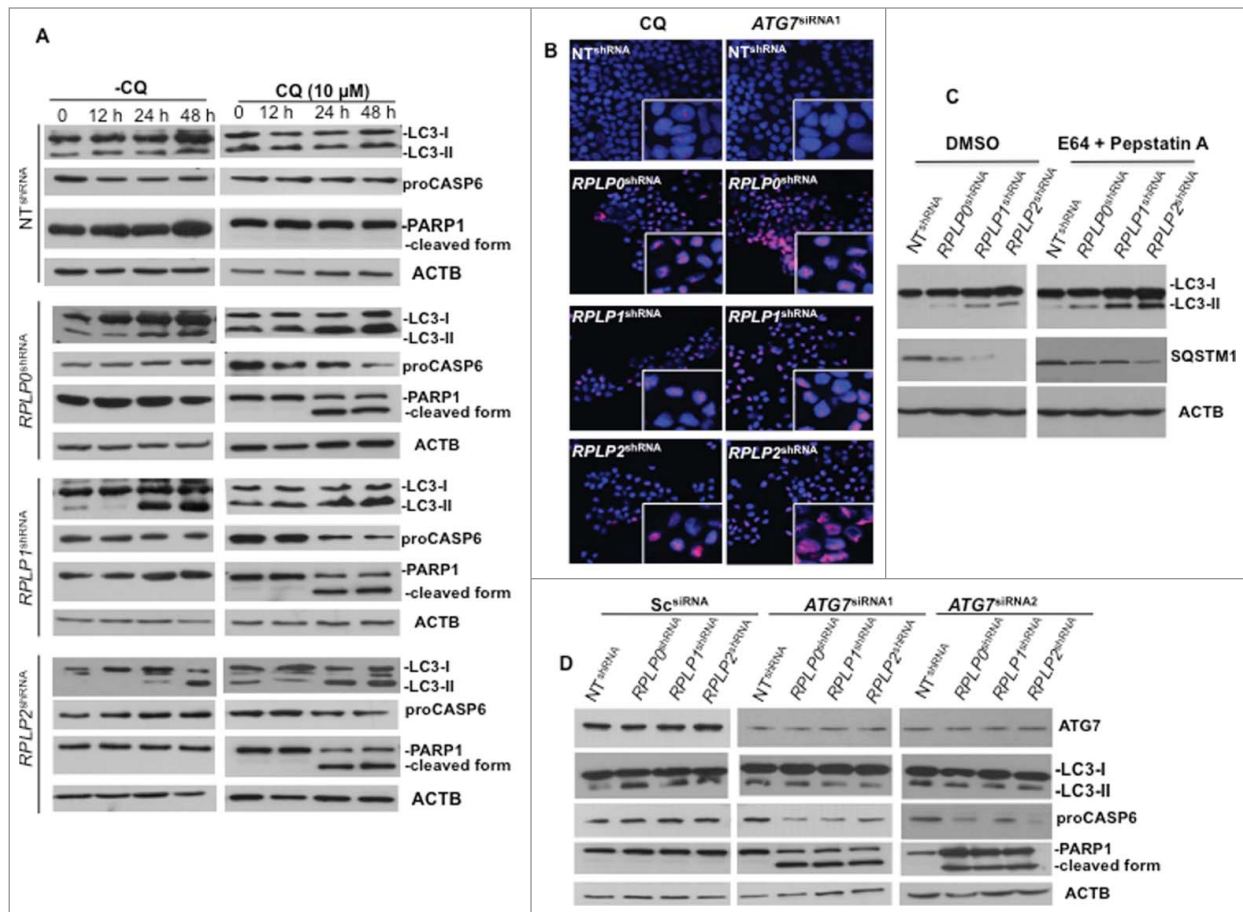 A
-CQ
CQ (10 µM)
0 12 h 24 h 48 h
0 12 h 24 h 48 h
NTshRNA
-LC3-I
-LC3-II
proCASP6
-PARP1
-cleaved form
ACTB
RPLP0shRNA
-LC3-I
-LC3-II
proCASP6
-PARP1
-cleaved form
ACTB
RPLP1shRNA
-LC3-I
-LC3-II
proCASP6
-PARP1
-cleaved form
ACTB
RPLP2shRNA
-LC3-I
-LC3-II
proCASP6
-PARP1
-cleaved form
ACTB
B
CQ ATG7siRNA1
NTshRNA NTshRNA
RPLP0shRNA RPLP0shRNA
RPLP1shRNA RPLP1shRNA
RPLP2shRNA RPLP2shRNA
C
DMSO E64 + Pepstatin A
NTshRNA RPLP0shRNA RPLP1shRNA RPLP2shRNA
NTshRNA RPLP0shRNA RPLP1shRNA RPLP2shRNA
-LC3-I
-LC3-II
SQSTM1
ACTB
D
ScsiRNA ATG7siRNA1 ATG7siRNA2
NTshRNA RPLP0shRNA RPLP1shRNA RPLP2shRNA
NTshRNA RPLP0shRNA RPLP1shRNA RPLP2shRNA
NTshRNA RPLP0shRNA RPLP1shRNA RPLP2shRNA
ATG7
-LC3-I
-LC3-II
proCASP6
-PARP1
-cleaved form
ACTB